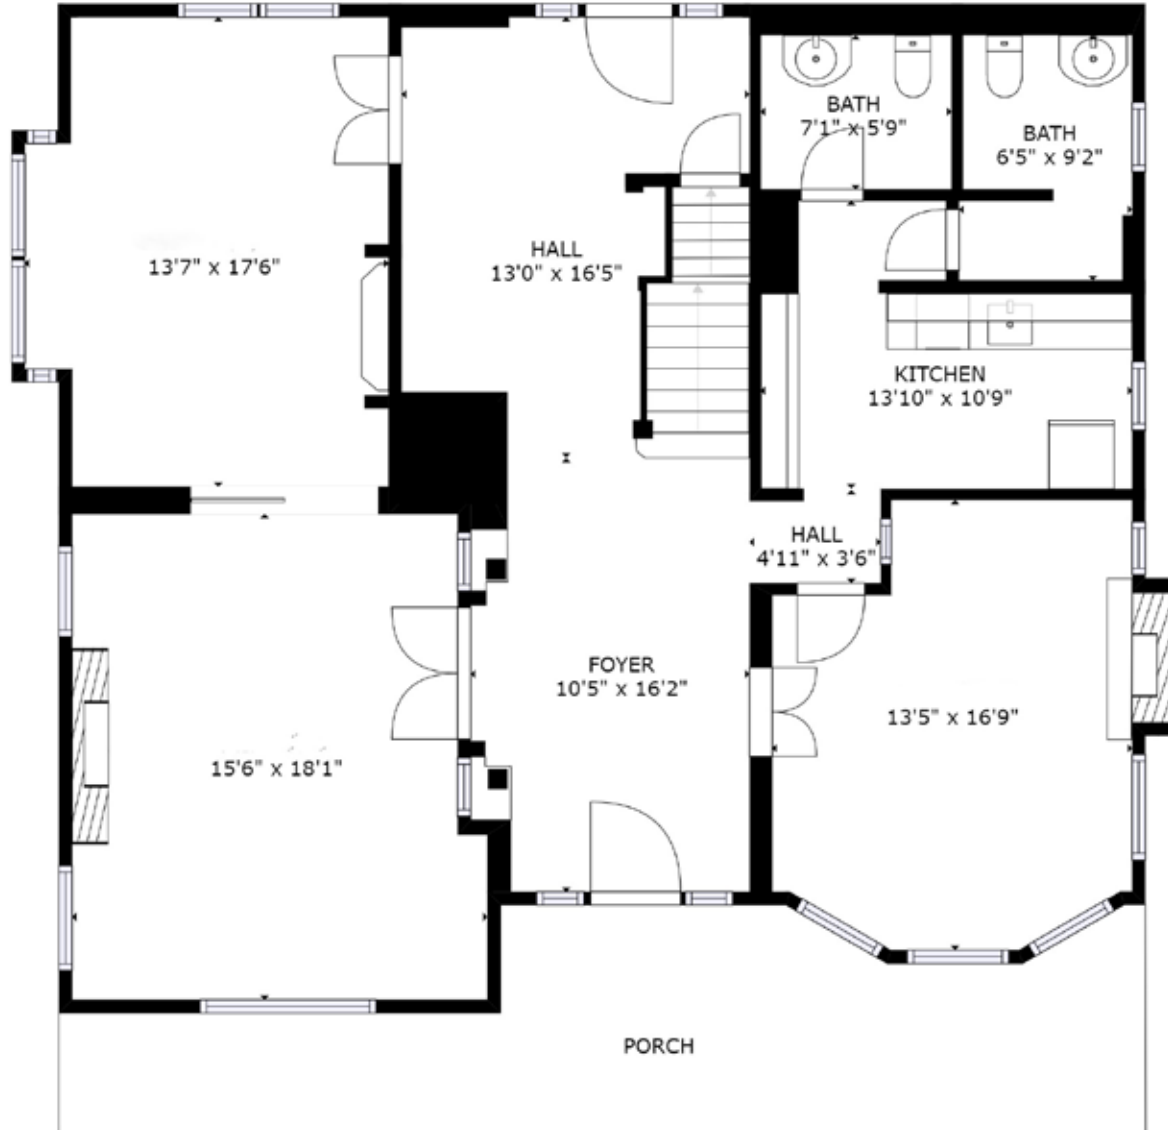 BATH
7'1" x 5'9"
BATH
6'5" x 9'2"
HALL
13'0" x 16'5"
13'7" x 17'6"
KITCHEN
13'10" x 10'9"
HALL
4'11" x 3'6"
FOYER
10'5" x 16'2"
13'5" x 16'9"
15'6" x 18'1"
PORCH